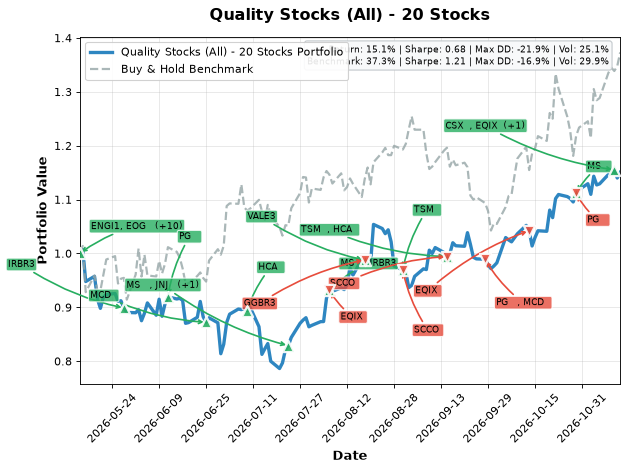 Quality Stocks (All) - 20 Stocks
Quality Stocks (All) - 20 Stocks Portfolio
Buy & Hold Benchmark
15.1% | Sharpe: 0.68 | Max DD: -21.9% | Vol: 25.1%
37.3% | Sharpe: 1.21 | Max DD: -16.9% | Vol: 29.9%
1.4
1.3
1.2
1.1
1.0
0.9
0.8
Portfolio Value
CSX , EQIX (+1)
MS
PG
VALE3
TSM
TSM , HCA
ENGI1, EOG (+10)
PG
IRBR3
HCA
MS
IRBR3
MS , JNJ (+1)
MCD
GGBR3
SCCO
EQIX
EQIX
SCCO
PG , MCD
2026-05-24
2026-06-09
2026-06-25
2026-07-11
2026-07-27
2026-08-12
2026-08-28
2026-09-13
2026-09-29
2026-10-15
2026-10-31
Date